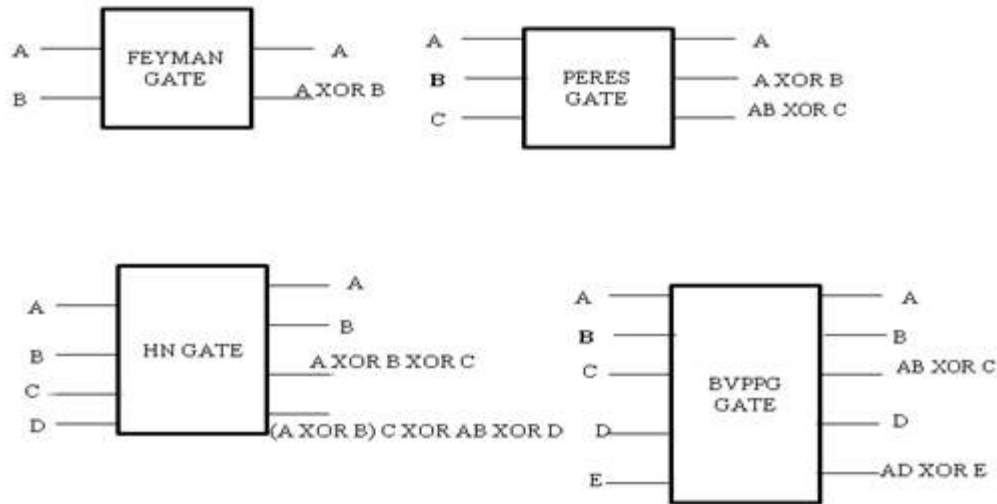 A
FEYMAN
GATE
A
B
A XOR B
A
PERES
GATE
A
B
A XOR B
C
AB XOR C
A
HN GATE
A
B
B
A XOR B XOR C
C
D
(A XOR B) C XOR AB XOR D
A
BVPPG
GATE
A
B
B
C
AB XOR C
D
D
E
AD XOR E